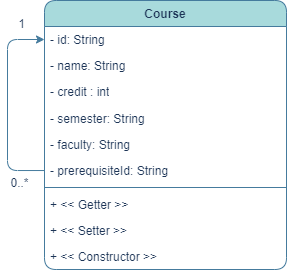 Course
1
- id: String
- name: String
- credit : int
- semester: String
- faculty: String
- prerequisiteId: String
0..*
+ << Getter >>
+ << Setter >>
+ << Constructor >>